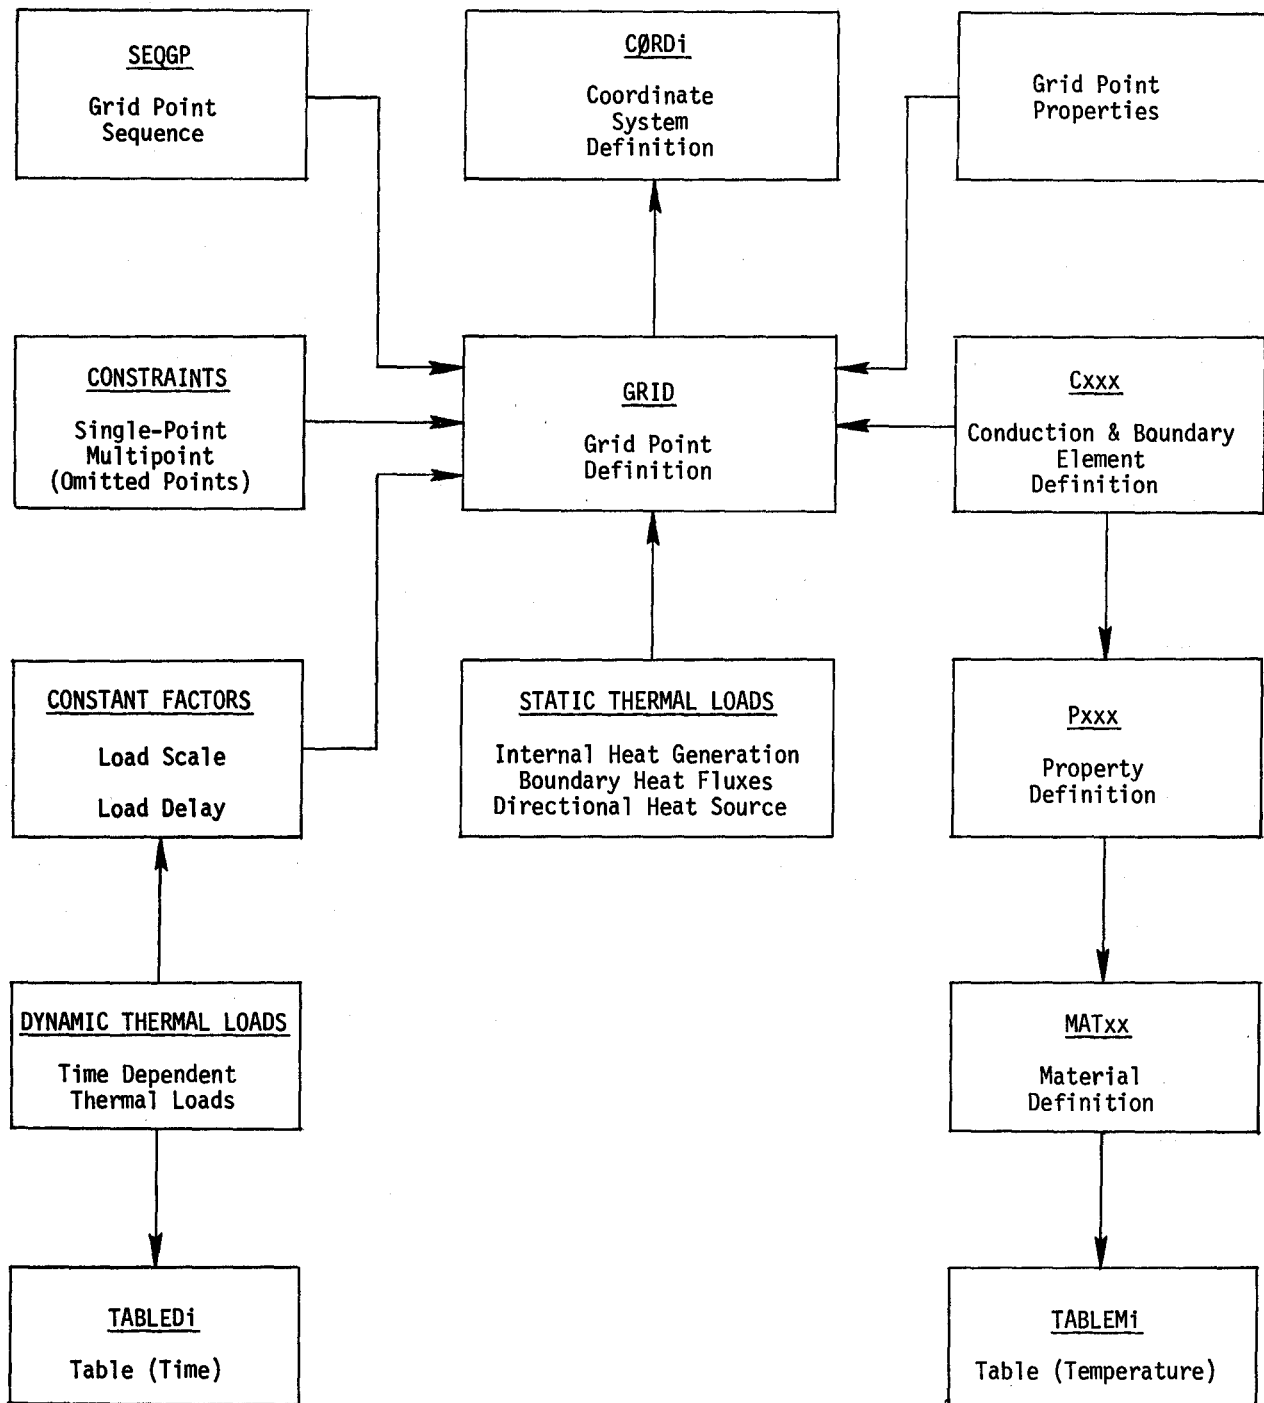 SEQGP
Grid Point
Sequence
CØRDi
Coordinate
System
Definition
Grid Point
Properties
CONSTRAINTS
Single-Point
Multipoint
(Omitted Points)
GRID
Grid Point
Definition
Cxxx
Conduction & Boundary
Element
Definition
CONSTANT FACTORS
Load Scale
Load Delay
STATIC THERMAL LOADS
Internal Heat Generation
Boundary Heat Fluxes
Directional Heat Source
Pxxx
Property
Definition
DYNAMIC THERMAL LOADS
Time Dependent
Thermal Loads
MATxx
Material
Definition
TABLEDi
Table (Time)
TABLEMi
Table (Temperature)